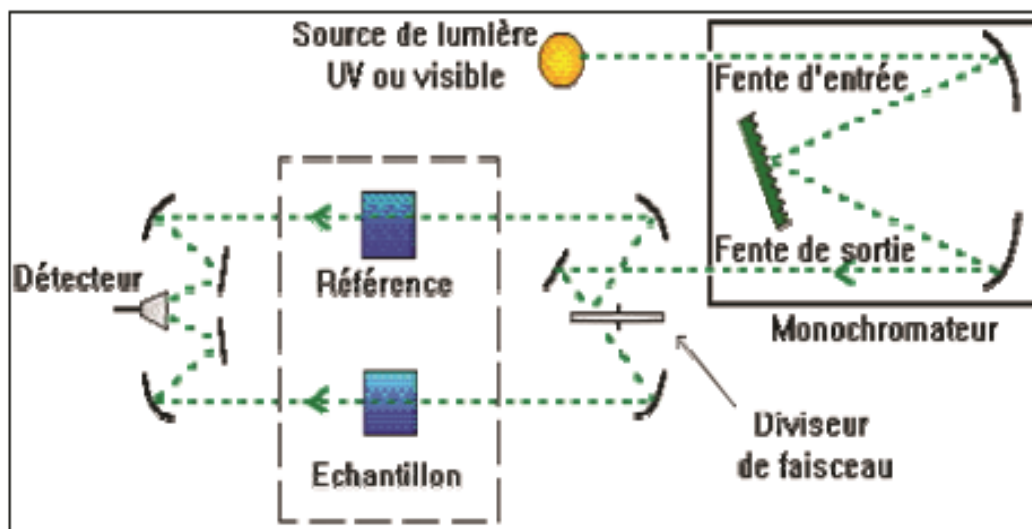 Source de lumière
UV ou visible
Fente d'entrée
Fente de sortie
Monochromateur
Détecteur
Référence
Echantillon
Diviseur
de faisceau